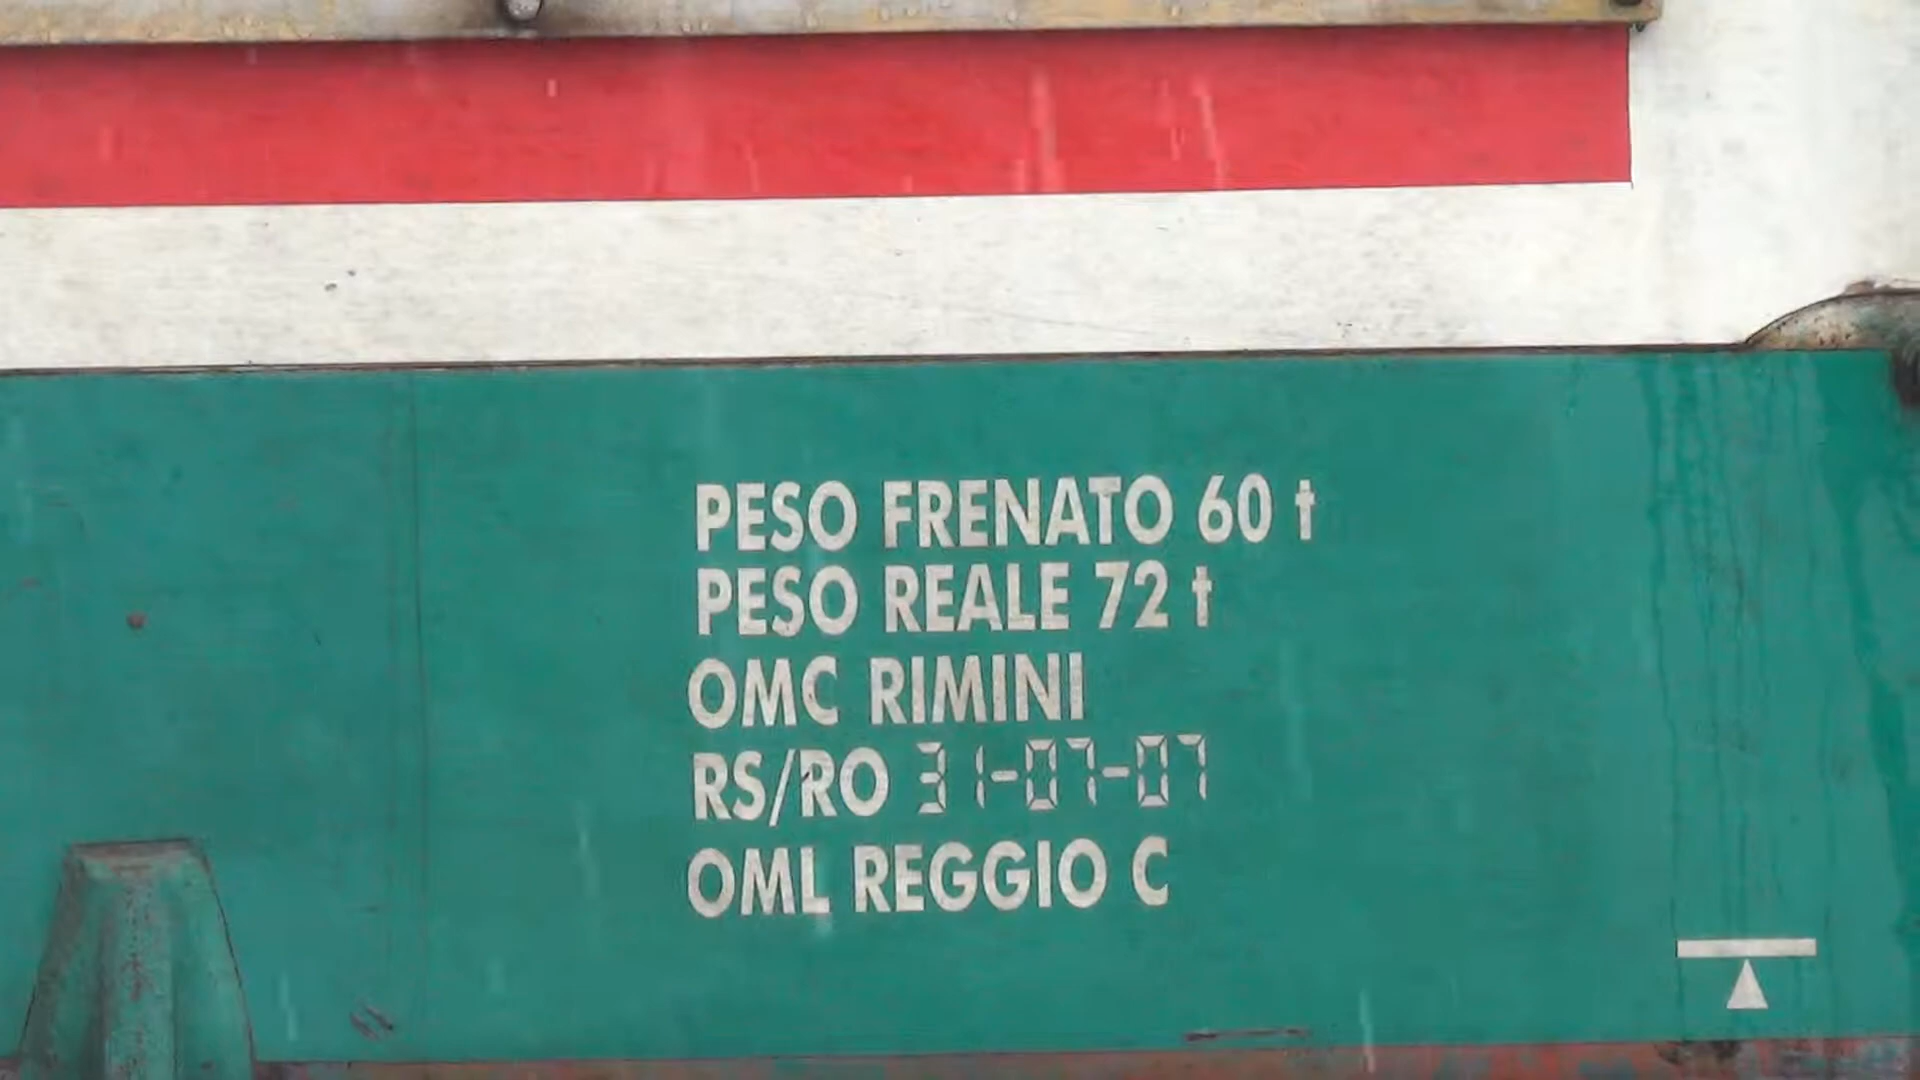 PESO FRENATO 60 t
PESO REALE 72 t
OMC RIMINI
RS/RO 31-07-07
OML REGGIO C